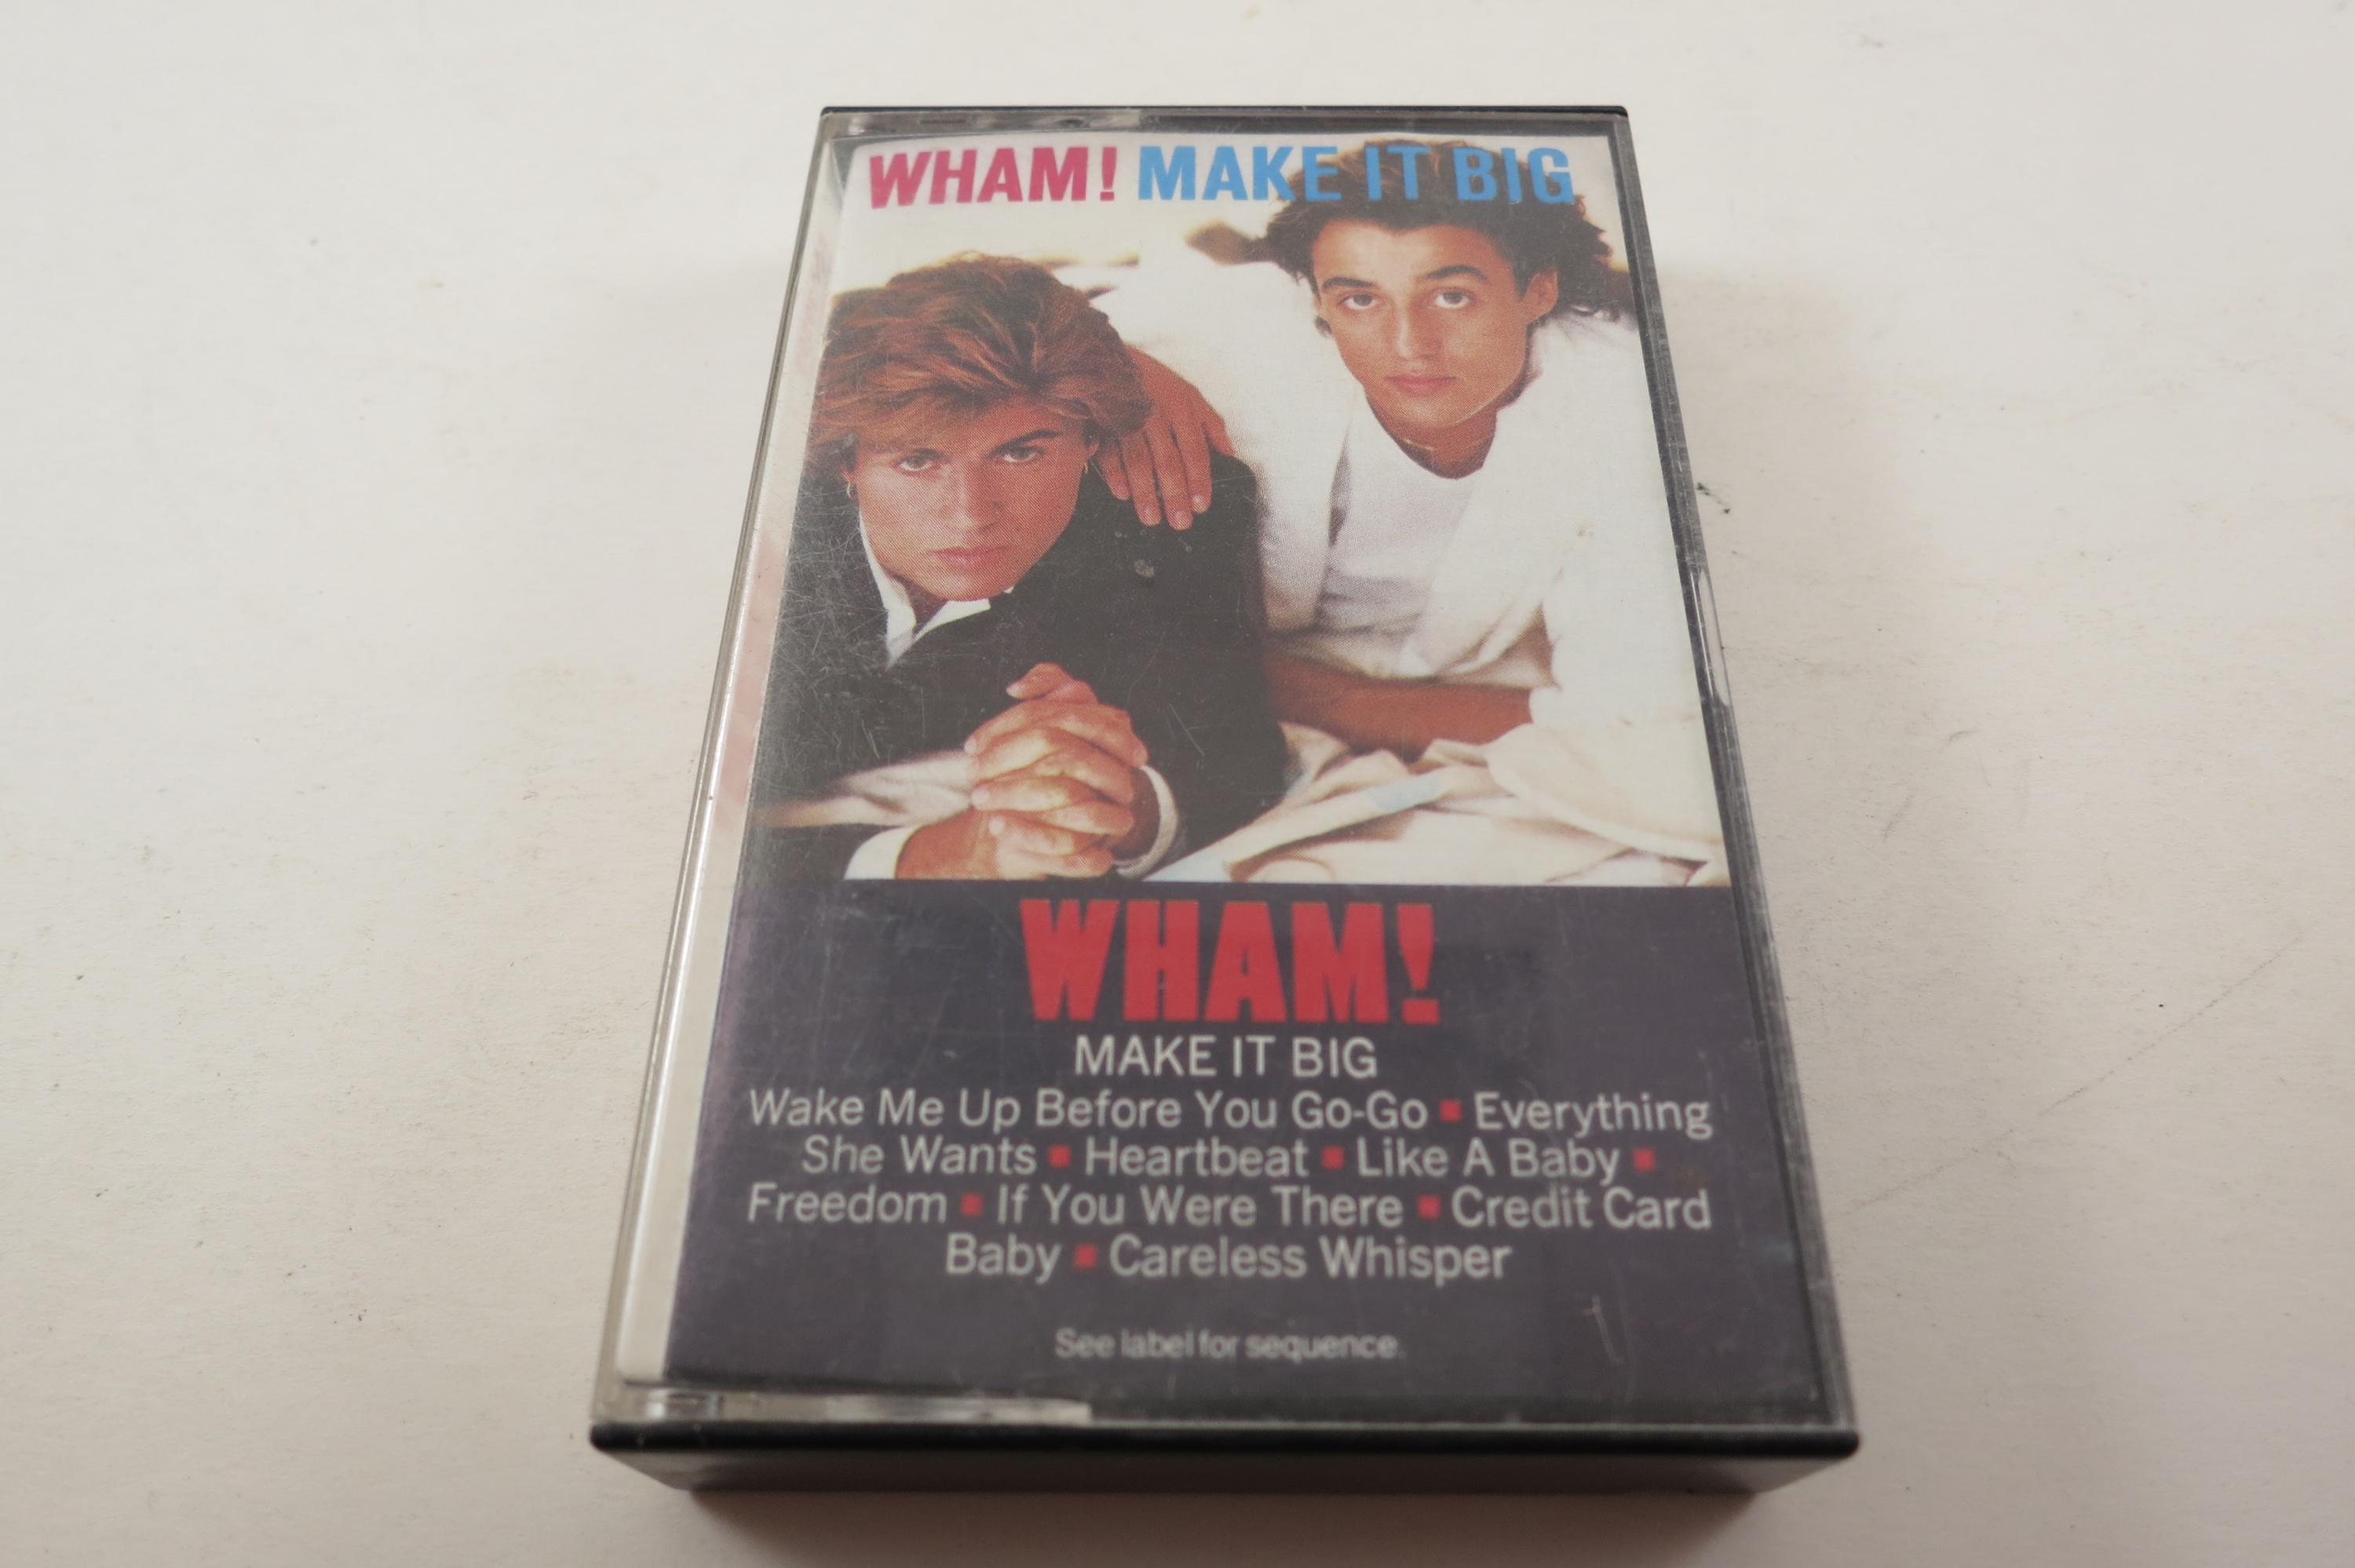 WHAM! MAKE IT BIG
WHAM!
MAKE IT BIG
Wake Me Up Before You Go-Go ▪ Everything
She Wants ▪ Heartbeat ▪ Like A Baby ▪
Freedom ▪ If You Were There ▪ Credit Card
Baby ▪ Careless Whisper
See label for sequence.